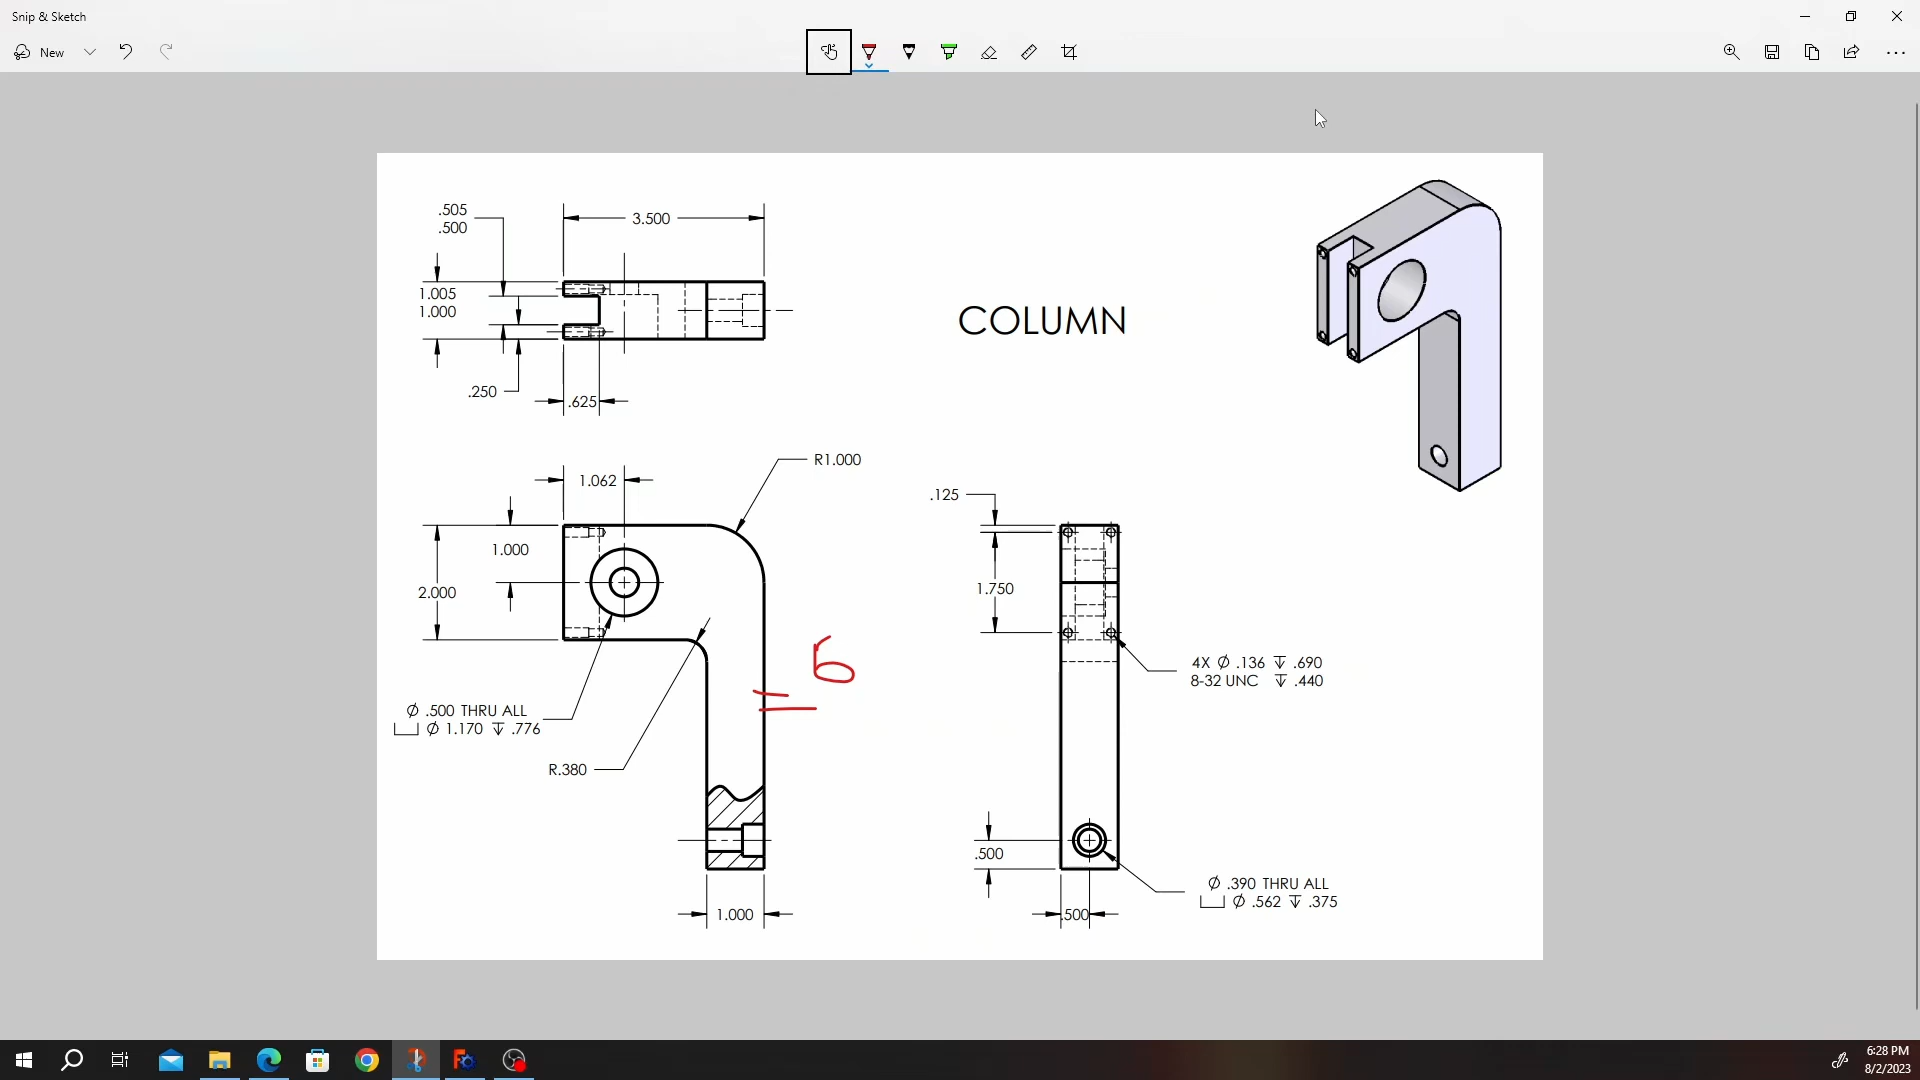 Snip & Sketch
New
.505
.500
3.500
1.005
1.000
.250
.625
COLUMN
R1.000
1.062
1.000
2.000
.125
1.750
6
4X Ø .136 ↧ .690
8-32 UNC ↧ .440
Ø .500 THRU ALL
⌴ Ø 1.170 ↧ .776
R.380
.500
Ø .390 THRU ALL
⌴ Ø .562 ↧ .375
1.000
.500
6:28 PM
8/2/2023